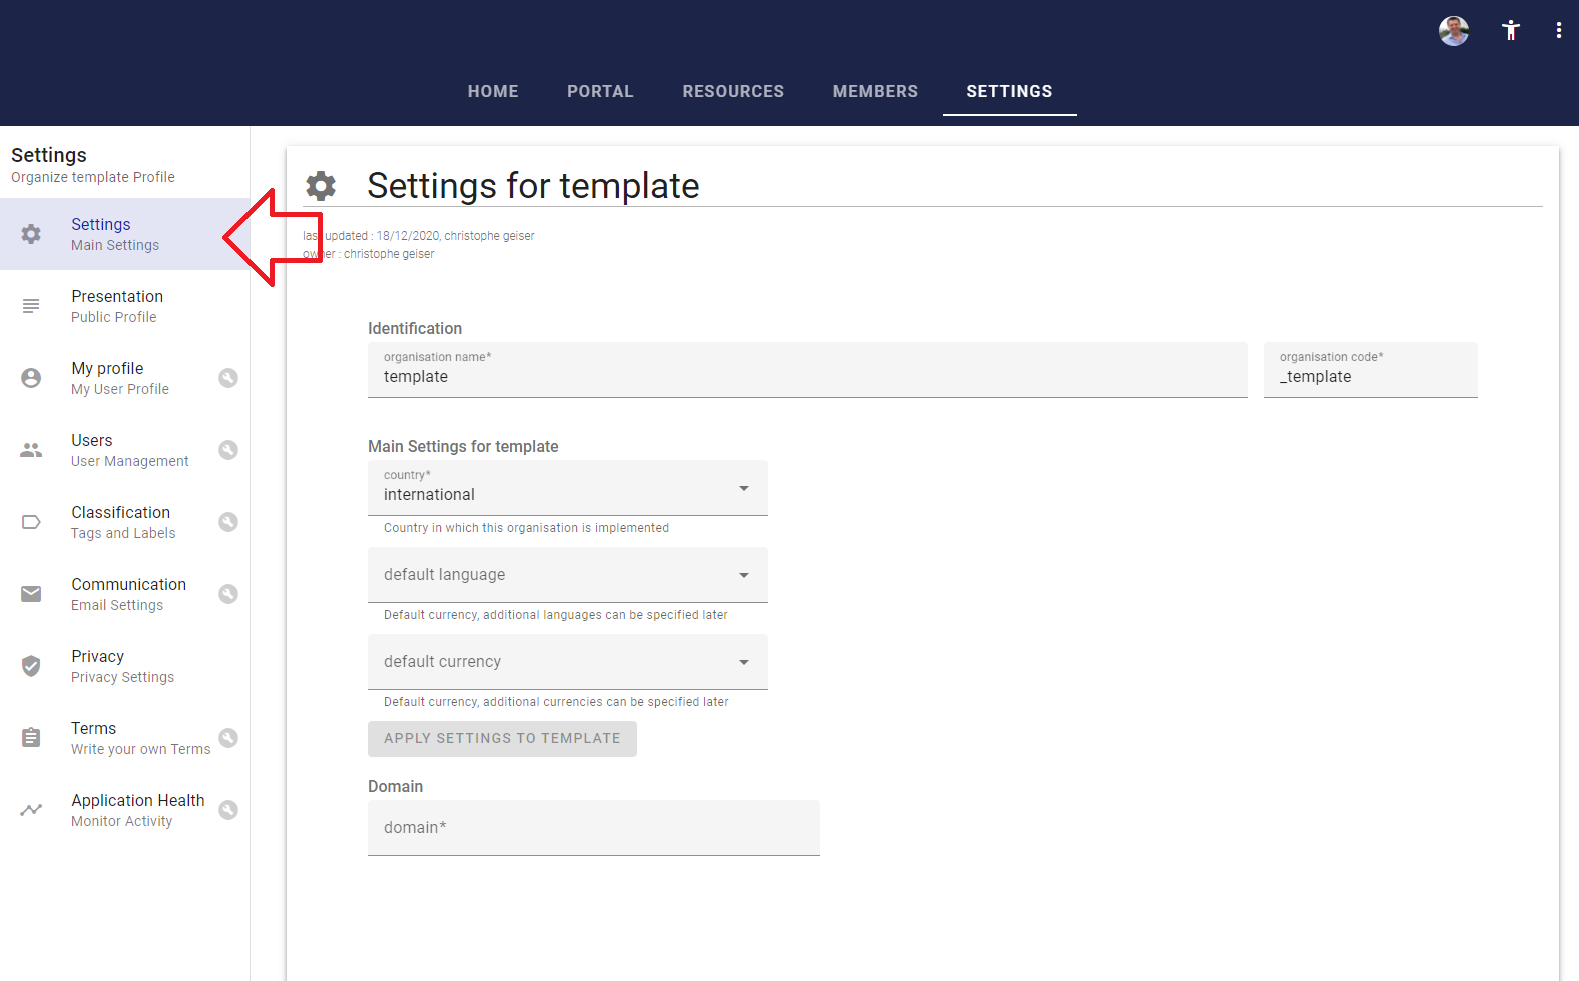 HOME PORTAL RESOURCES MEMBERS SETTINGS
Settings
Organize template Profile
Settings
Main Settings
Presentation
Public Profile
My profile
My User Profile
Users
User Management
Classification
Tags and Labels
Communication
Email Settings
Privacy
Privacy Settings
Terms
Write your own Terms
Application Health
Monitor Activity
Settings for template
last updated : 18/12/2020, christophe geiser
owner : christophe geiser
Identification
organisation name*
template
organisation code*
_template
Main Settings for template
country*
international
Country in which this organisation is implemented
default language
Default currency, additional languages can be specified later
default currency
Default currency, additional currencies can be specified later
APPLY SETTINGS TO TEMPLATE
Domain
domain*